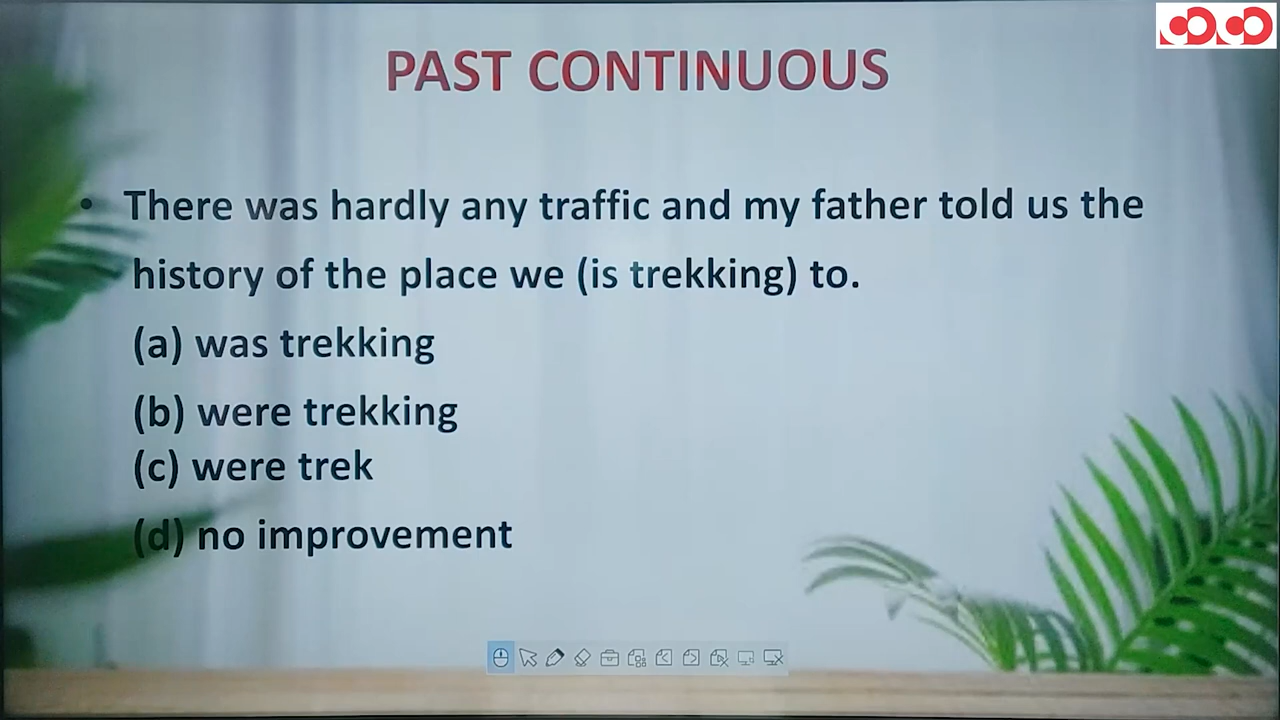 PAST CONTINUOUS
• There was hardly any traffic and my father told us the
history of the place we (is trekking) to.
(a) was trekking
(b) were trekking
(c) were trek
(d) no improvement